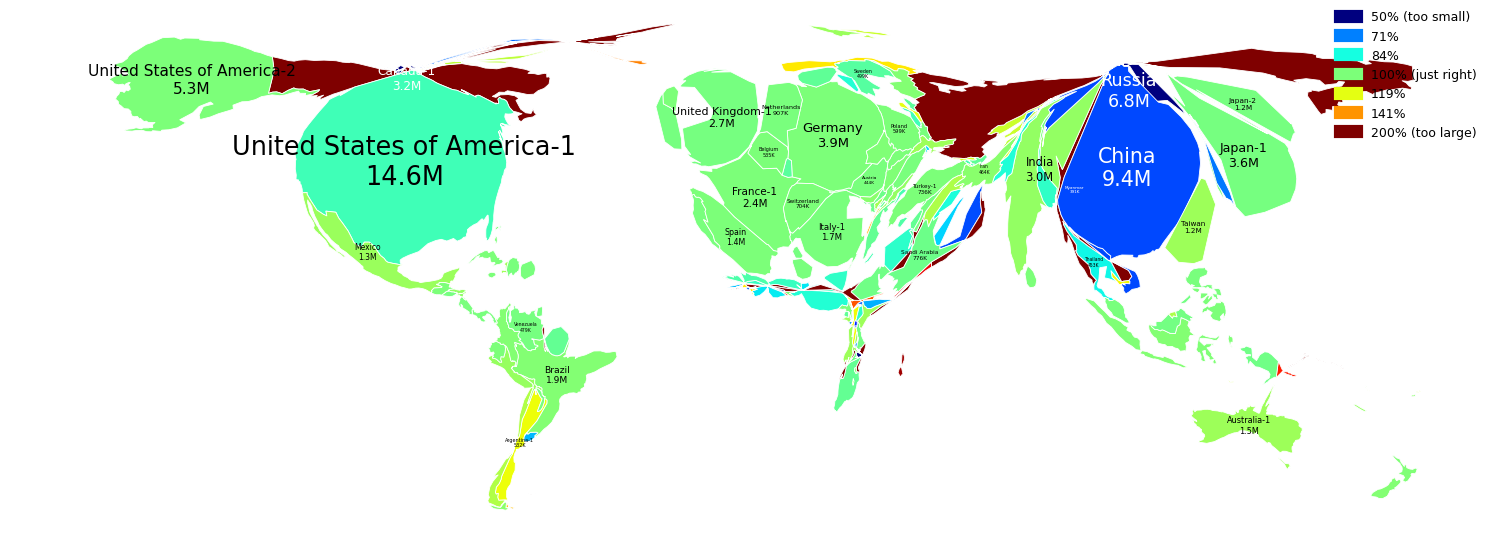 50% (too small)
71%
84%
100% (just right)
119%
141%
200% (too large)
United States of America-2
5.3M
Canada-1
3.2M
United States of America-1
14.6M
Mexico
1.3M
Venezuela
479K
Brazil
1.9M
Argentina-1
532K
United Kingdom-1
2.7M
Netherlands
907K
Belgium
535K
Germany
3.9M
Sweden
499K
Poland
599K
Austria
444K
France-1
2.4M
Switzerland
704K
Italy-1
1.7M
Spain
1.4M
Turkey-1
736K
Iran
464K
Saudi Arabia
776K
India
3.0M
Russia
6.8M
China
9.4M
Myanmar
Thailand
Japan-2
1.2M
Japan-1
3.6M
Taiwan
1.2M
Australia-1
1.5M